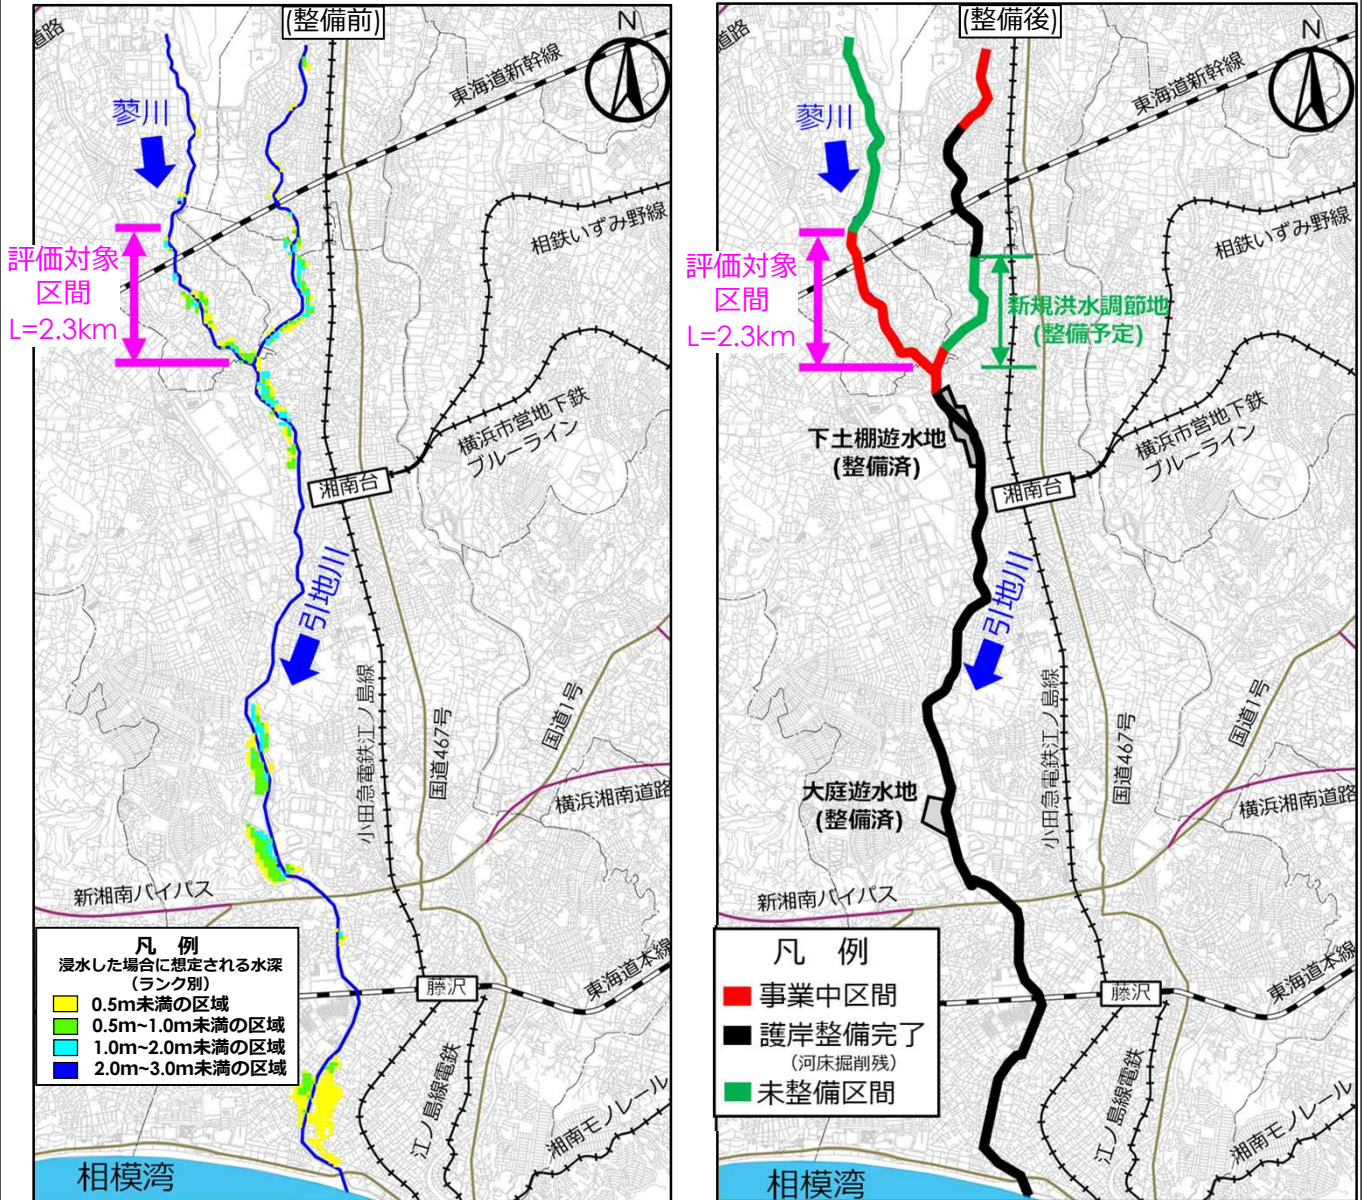 (整備前)
N
道路
東海道新幹線
蓼川
相鉄いずみ野線
評価対象
区間
L=2.3km
横浜市営地下鉄
ブルーライン
湘南台
引地川
小田急電鉄江ノ島線
国道467号
国道1号
横浜湘南道路
新湘南バイパス
凡 例
浸水した場合に想定される水深
(ランク別)
0.5m未満の区域
0.5m~1.0m未満の区域
1.0m~2.0m未満の区域
2.0m~3.0m未満の区域
藤沢
東海道本線
江ノ島線電鉄
湘南モノレール
相模湾
(整備後)
N
道路
東海道新幹線
蓼川
相鉄いずみ野線
評価対象
区間
L=2.3km
新規洪水調節地
(整備予定)
横浜市営地下鉄
ブルーライン
下土棚遊水地
(整備済)
湘南台
引地川
小田急電鉄江ノ島線
国道467号
国道1号
大庭遊水地
(整備済)
横浜湘南道路
新湘南バイパス
凡 例
事業中区間
護岸整備完了
(河床掘削残)
未整備区間
藤沢
東海道本線
江ノ島線電鉄
湘南モノレール
相模湾